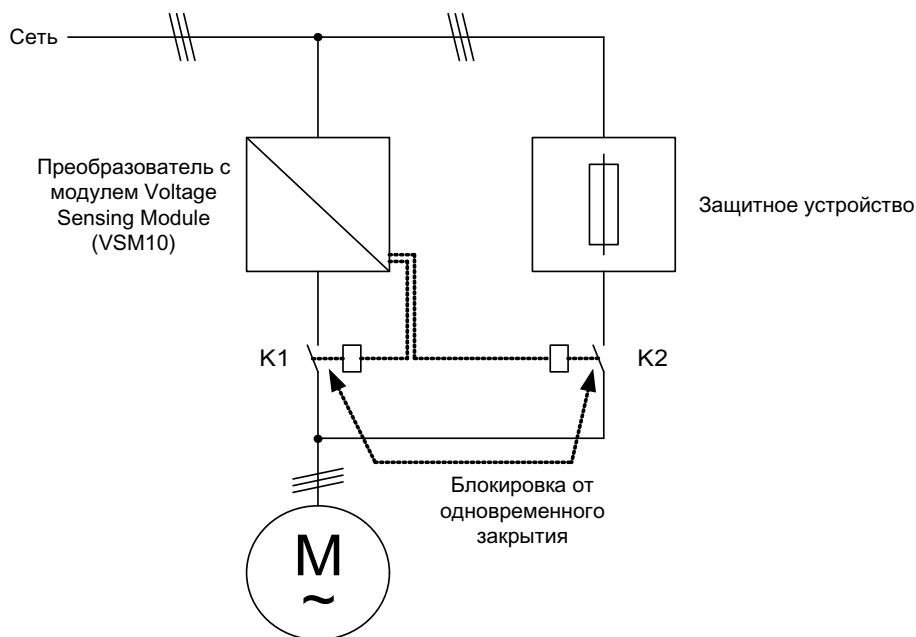 Сеть
Преобразователь с
модулем Voltage
Sensing Module
(VSM10)
Защитное устройство
K1
K2
Блокировка от
одновременного
закрытия
M
~